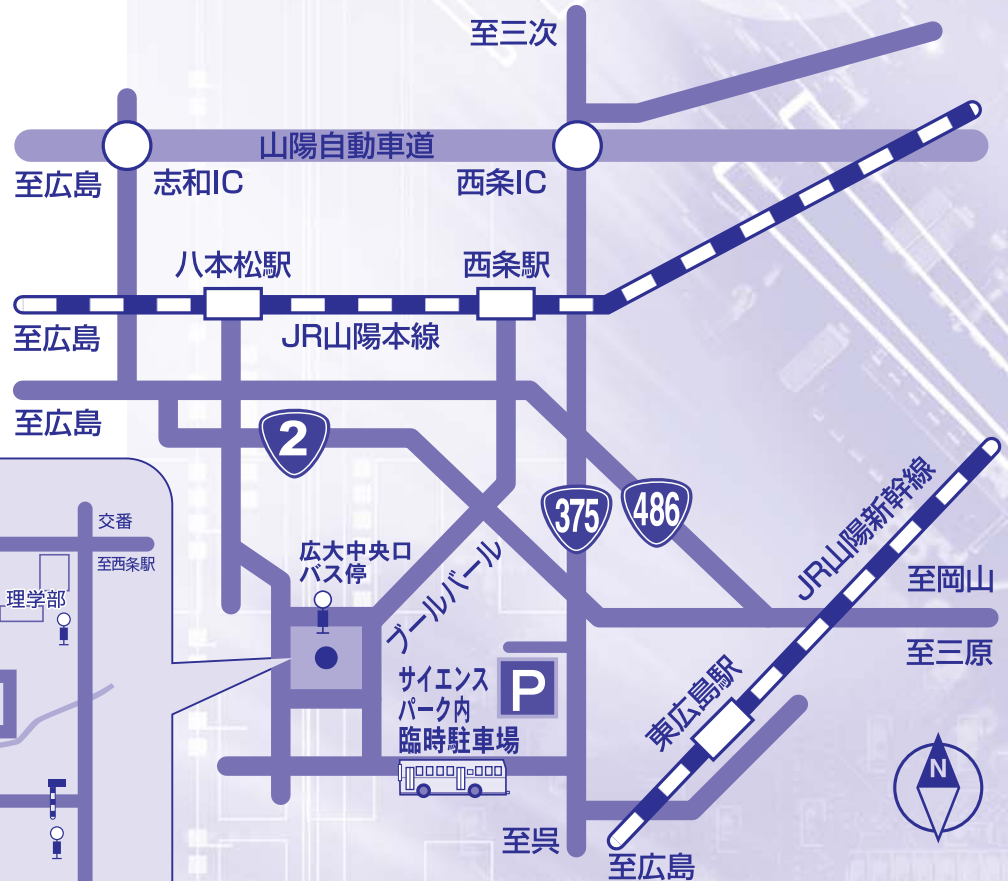 至三次
山陽自動車道
至広島
志和IC
西条IC
八本松駅
西条駅
至広島
JR山陽本線
至広島
2
375
486
交番
至西条駅
理学部
広大中央口
バス停
ブールバール
JR山陽新幹線
至岡山
至三原
サイエンス
パーク内
臨時駐車場
P
東広島駅
N
至呉
至広島